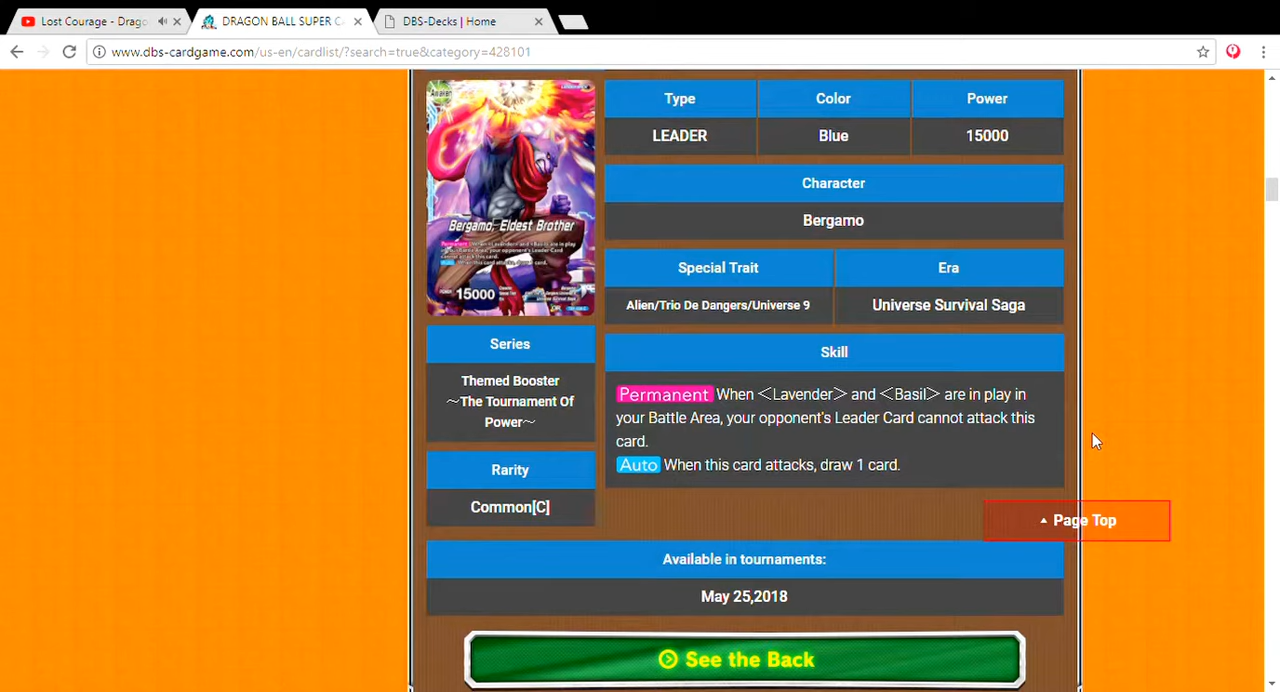 Lost Courage - Drago
DRAGON BALL SUPER C
DBS-Decks | Home
www.dbs-cardgame.com/us-en/cardlist/?search=true&category=428101
Awaken
Bergamo, Eldest Brother
15000
Type
Color
Power
LEADER
Blue
15000
Character
Bergamo
Special Trait
Era
Alien/Trio De Dangers/Universe 9
Universe Survival Saga
Series
Themed Booster
～The Tournament Of
Power～
Rarity
Common[C]
Skill
Permanent When ＜Lavender＞ and ＜Basil＞ are in play in
your Battle Area, your opponent's Leader Card cannot attack this
card.
Auto When this card attacks, draw 1 card.
Page Top
Available in tournaments:
May 25,2018
See the Back